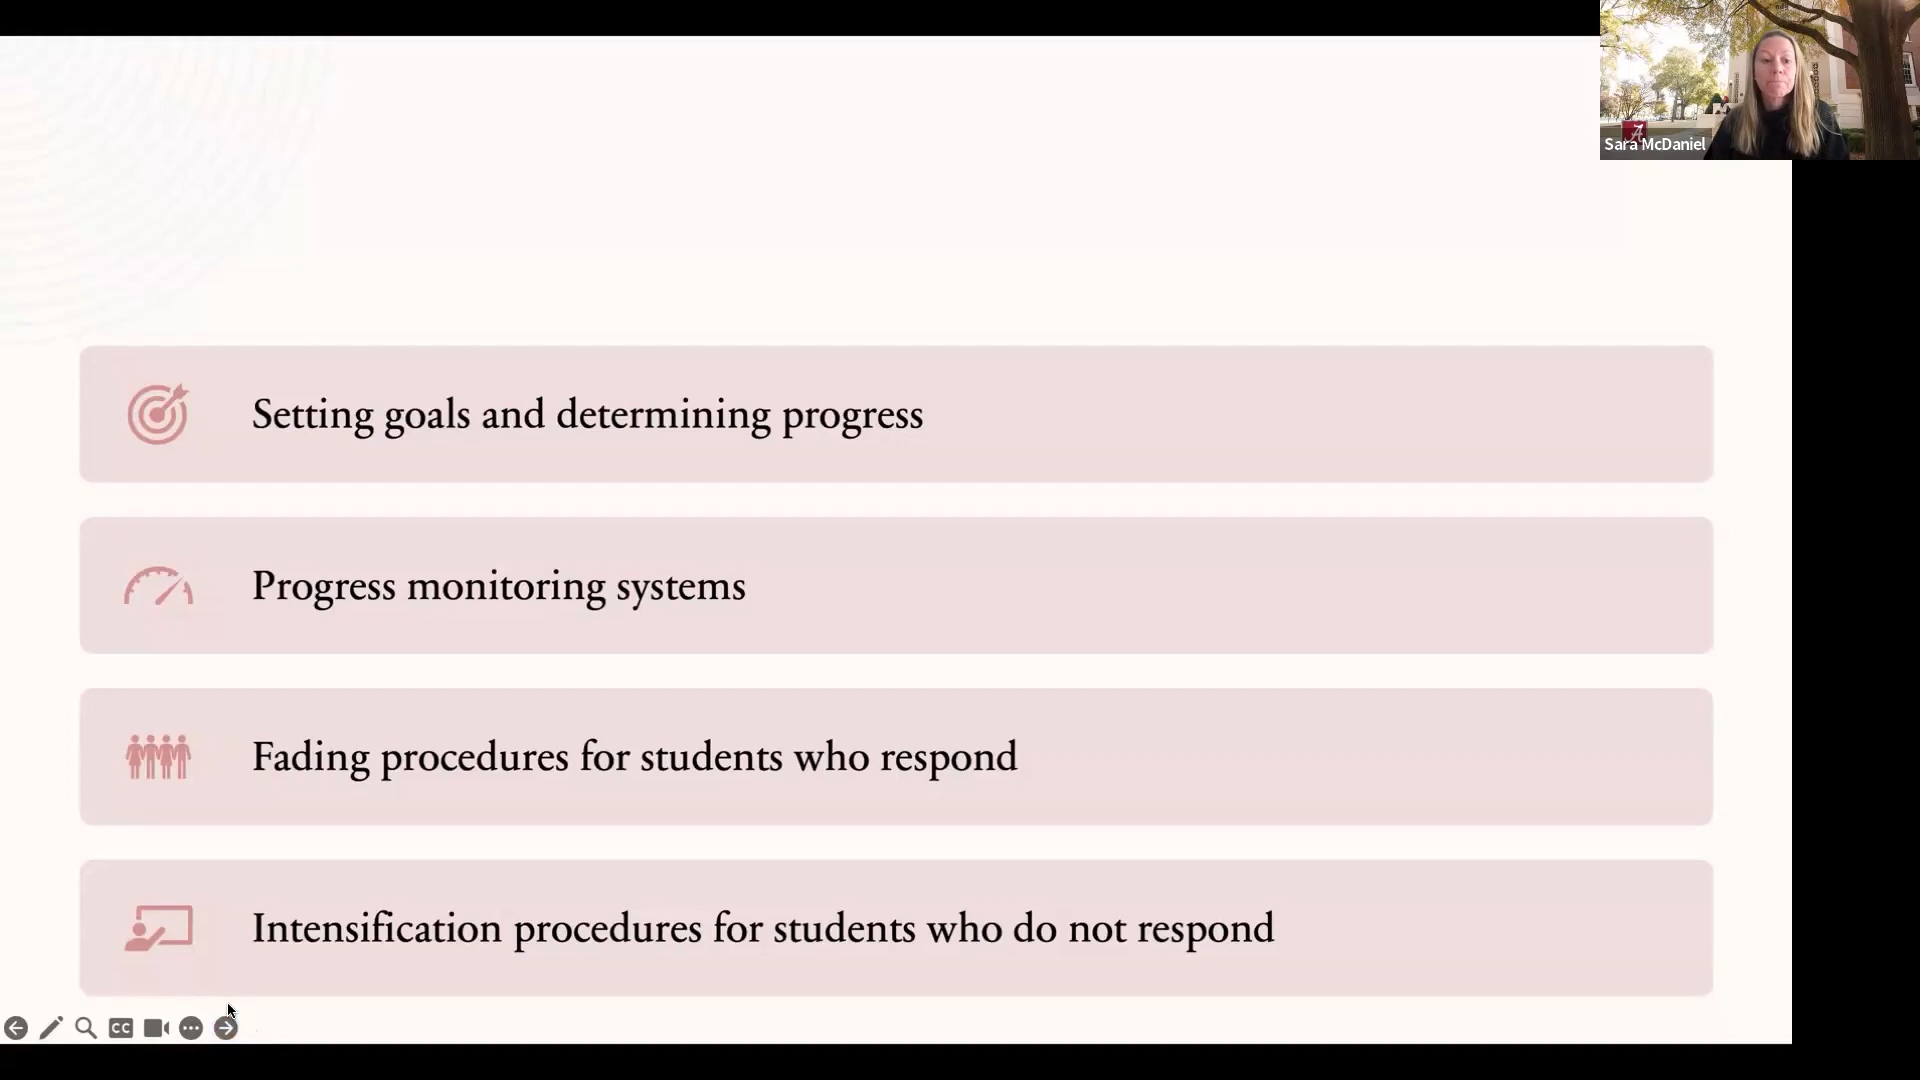 Sara McDaniel
Setting goals and determining progress
Progress monitoring systems
Fading procedures for students who respond
Intensification procedures for students who do not respond
CC